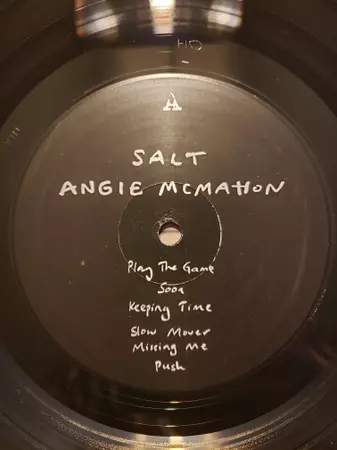 A
SALT
ANGIE MCMAHON
Play The Game
Soon
Keeping Time
Slow Mover
Missing Me
Push